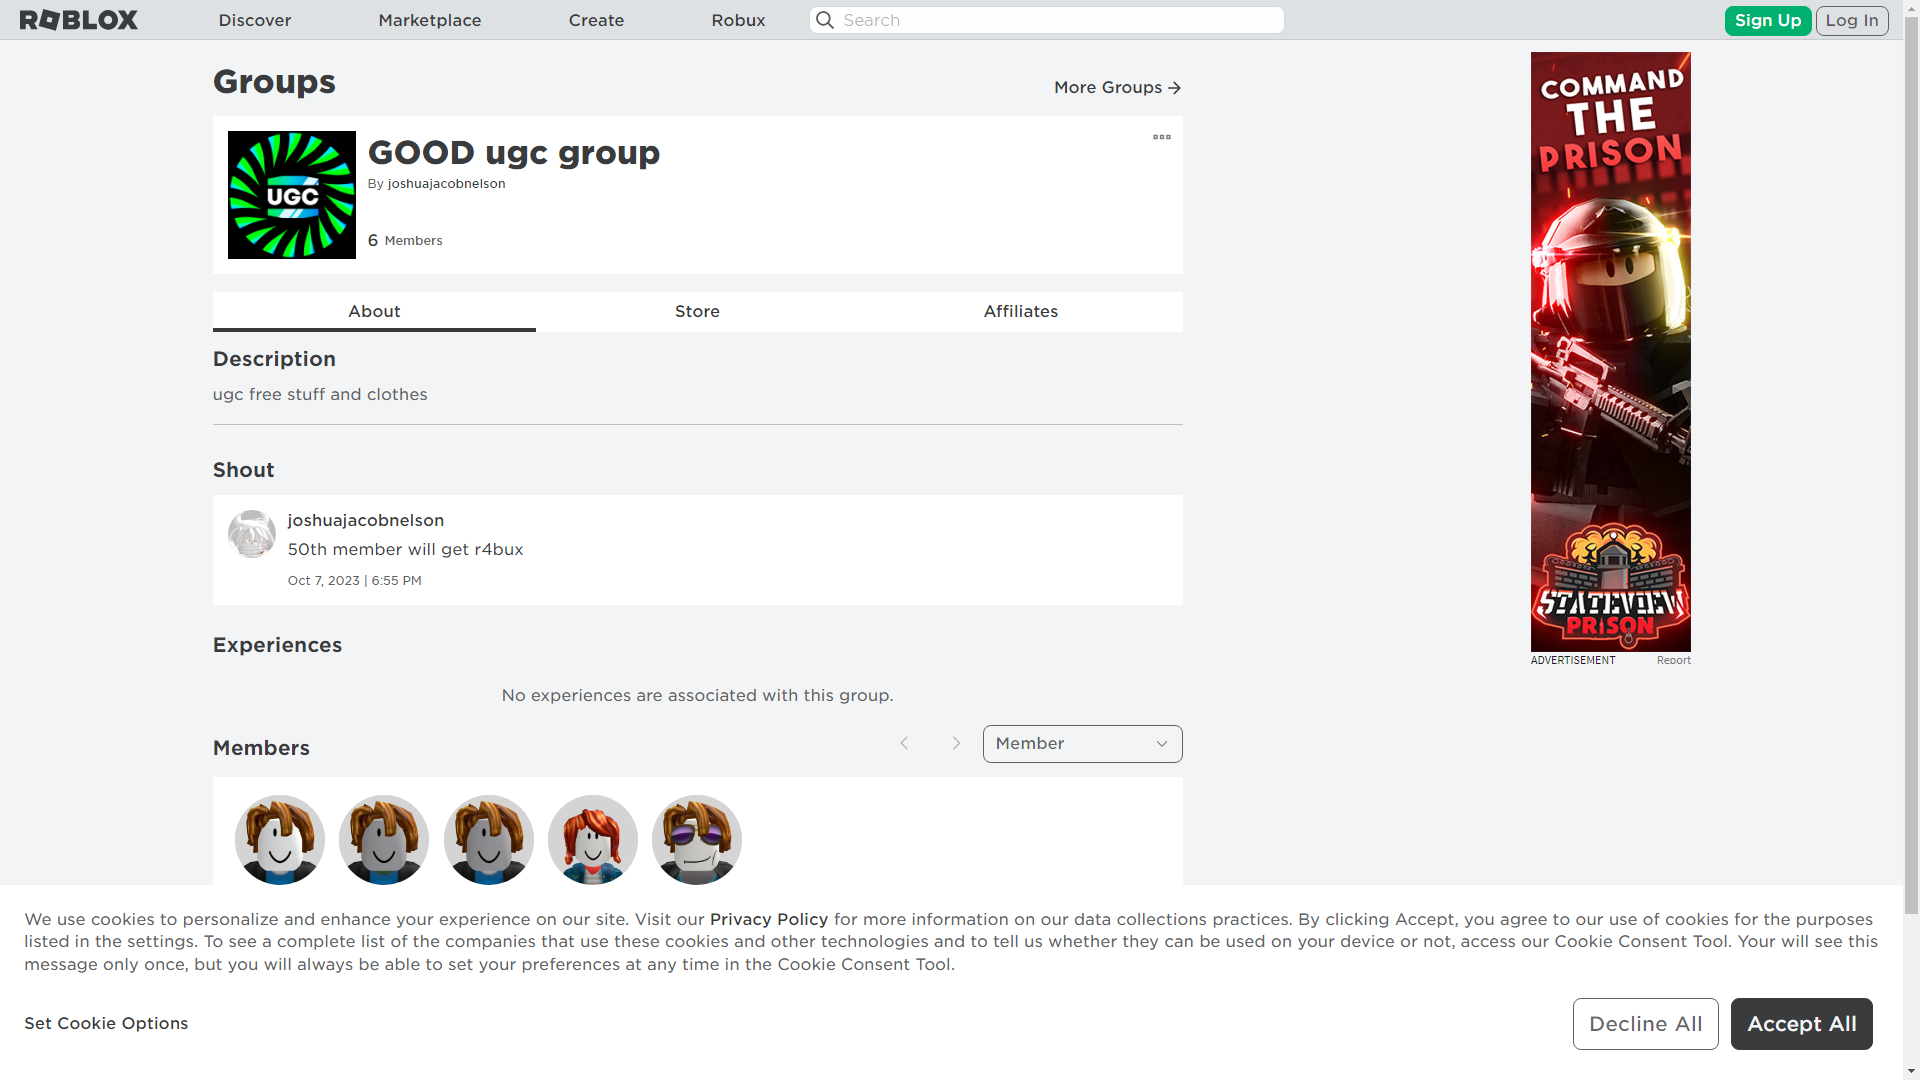 ROBLOX
Discover
Marketplace
Create
Robux
Search
Sign Up
Log In
Groups
More Groups
UGC
GOOD ugc group
By joshuajacobnelson
6 Members
About
Store
Affiliates
Description
ugc free stuff and clothes
Shout
joshuajacobnelson
50th member will get r4bux
Oct 7, 2023 | 6:55 PM
Experiences
No experiences are associated with this group.
Members
Member
COMMAND
THE
PRISON
STATEVIEW
PRISON
ADVERTISEMENT
Report
We use cookies to personalize and enhance your experience on our site. Visit our Privacy Policy for more information on our data collections practices. By clicking Accept, you agree to our use of cookies for the purposes
listed in the settings. To see a complete list of the companies that use these cookies and other technologies and to tell us whether they can be used on your device or not, access our Cookie Consent Tool. Your will see this
message only once, but you will always be able to set your preferences at any time in the Cookie Consent Tool.
Set Cookie Options
Decline All
Accept All